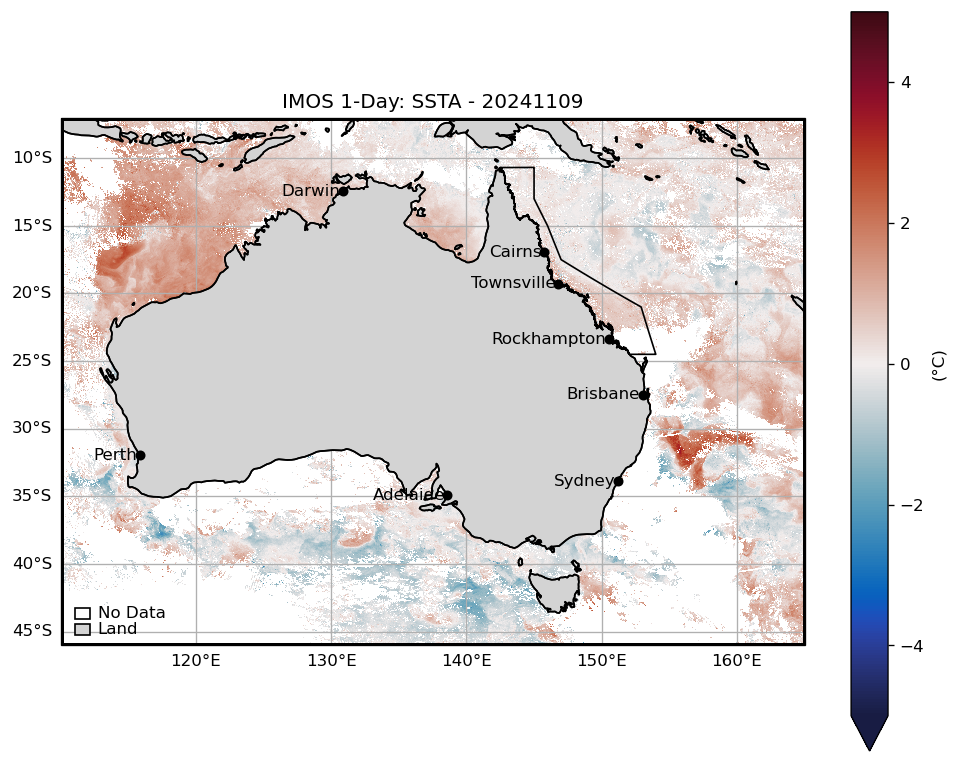 IMOS 1-Day: SSTA - 20241109
10°S
15°S
20°S
25°S
30°S
35°S
40°S
45°S
Darwin
Cairns
Townsville
Rockhampton
Brisbane
Perth
Sydney
Adelaide
No Data
Land
120°E
130°E
140°E
150°E
160°E
4
2
0
−2
−4
(°C)